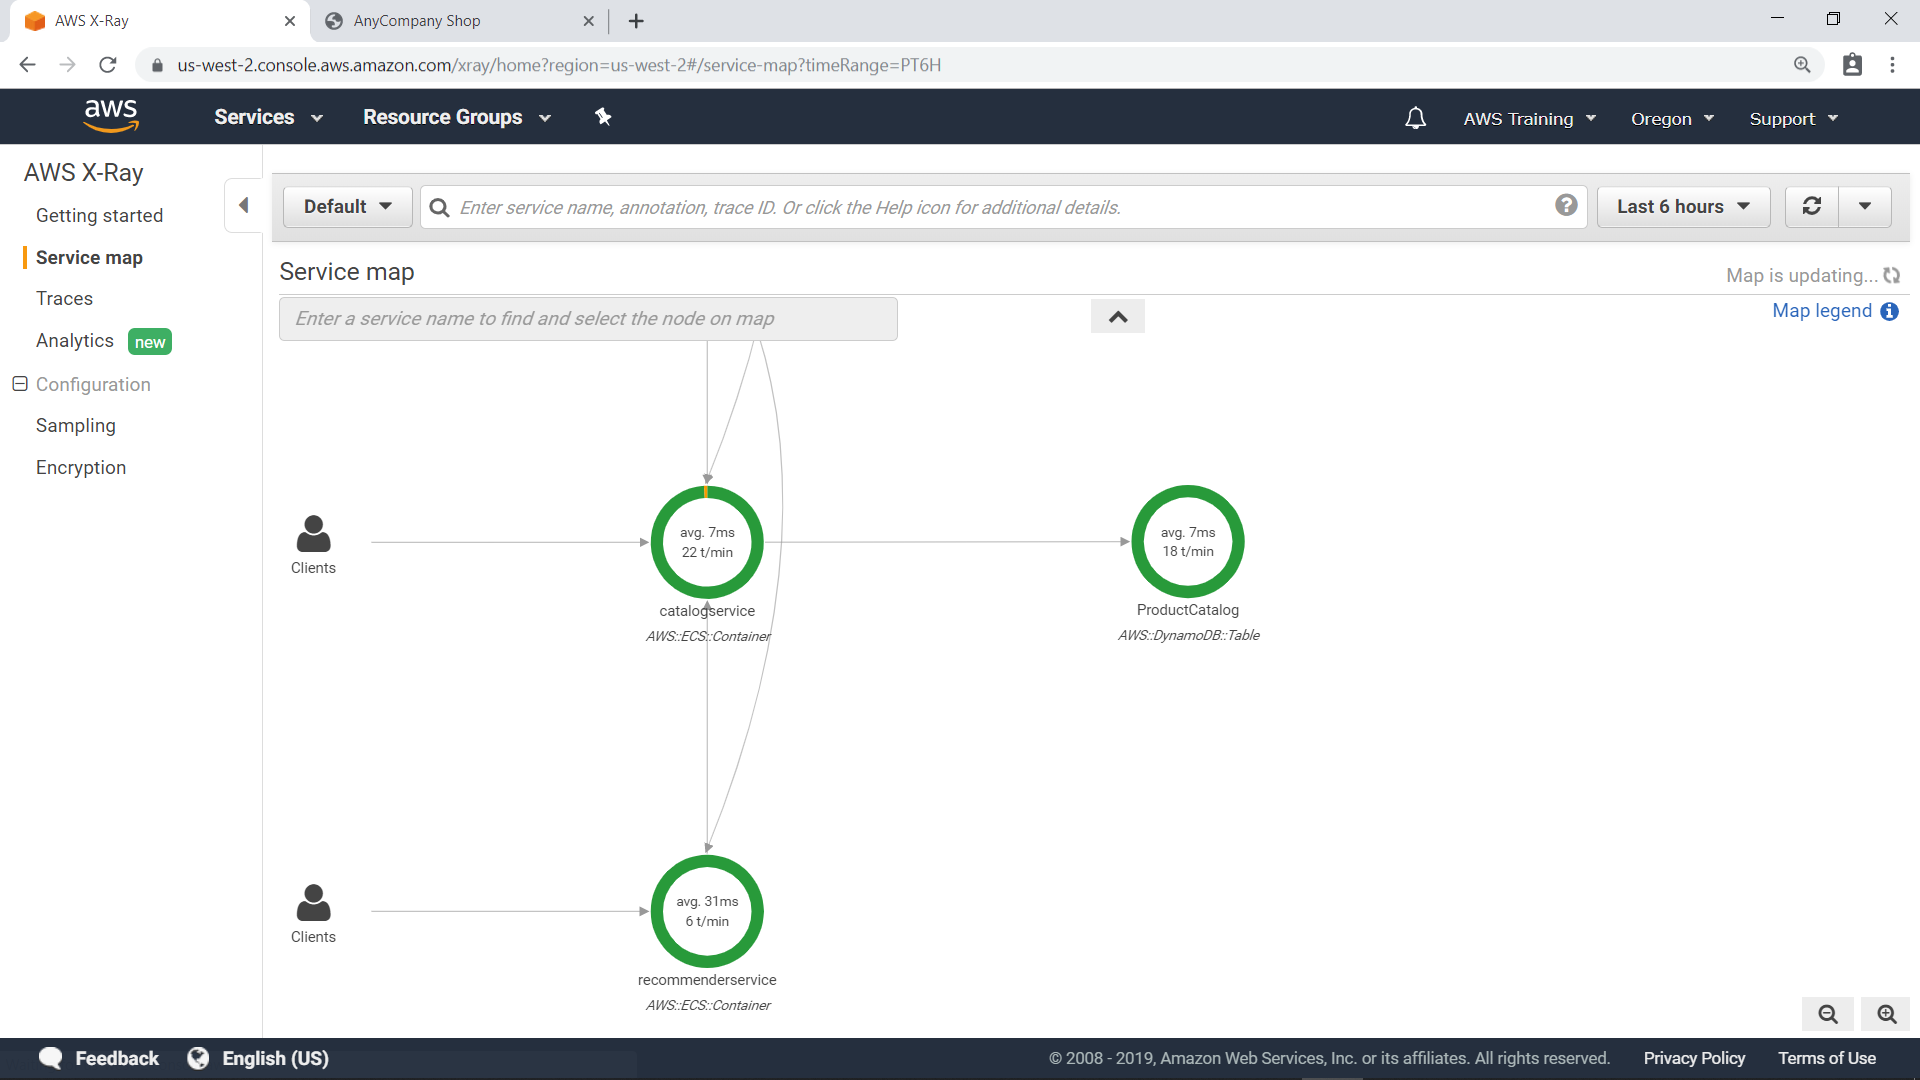 AWS X-Ray
AnyCompany Shop
us-west-2.console.aws.amazon.com/xray/home?region=us-west-2#/service-map?timeRange=PT6H
aws
Services
Resource Groups
AWS Training
Oregon
Support
AWS X-Ray
Getting started
Service map
Traces
Analytics new
Configuration
Sampling
Encryption
Default
Enter service name, annotation, trace ID. Or click the Help icon for additional details.
Last 6 hours
Service map
Map is updating...
Enter a service name to find and select the node on map
Map legend
Clients
avg. 7ms
22 t/min
catalogservice
AWS::ECS::Container
avg. 7ms
18 t/min
ProductCatalog
AWS::DynamoDB::Table
Clients
avg. 31ms
6 t/min
recommenderservice
AWS::ECS::Container
Feedback
English (US)
© 2008 - 2019, Amazon Web Services, Inc. or its affiliates. All rights reserved.
Privacy Policy
Terms of Use